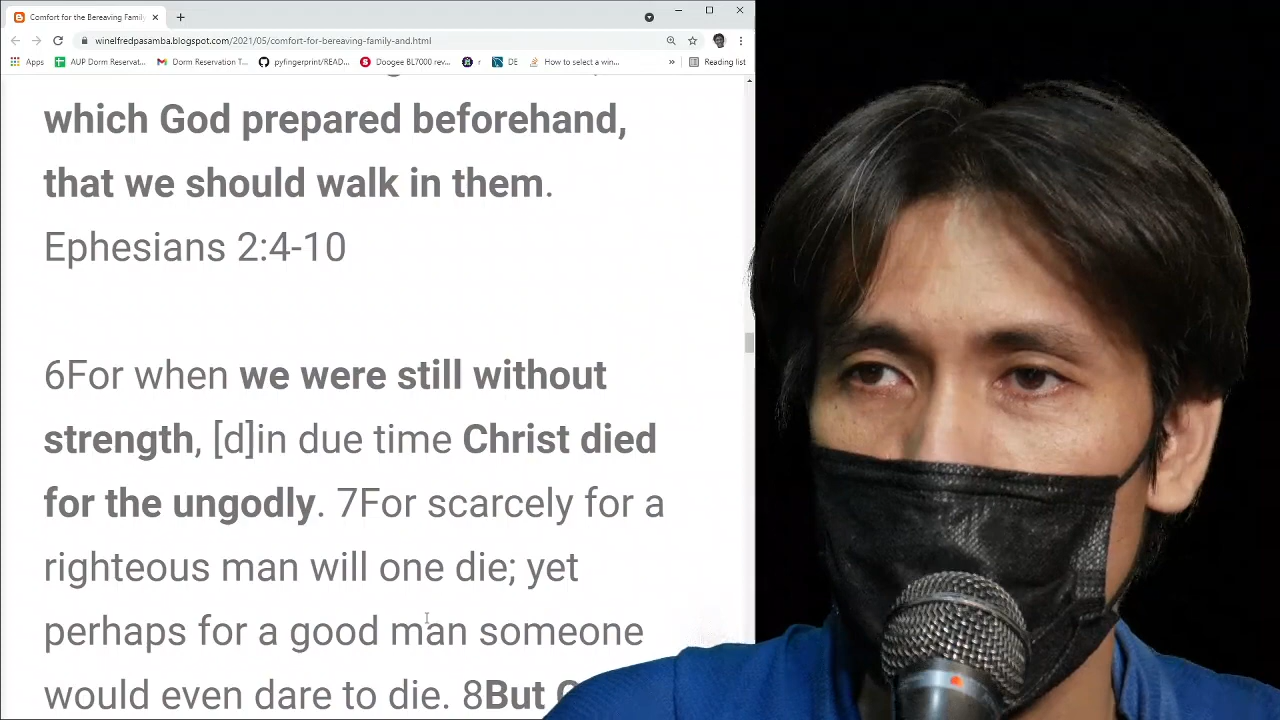 Comfort for the Bereaving Family
winelfredpasamba.blogspot.com/2021/05/comfort-for-bereaving-family-and.html
Apps AUP Dorm Reservat... Dorm Reservation T... pyfingerprint/READ... Doogee BL7000 rev... r DE How to select a win... » Reading list
which God prepared beforehand,
that we should walk in them.
Ephesians 2:4-10
6For when we were still without
strength, [d]in due time Christ died
for the ungodly. 7For scarcely for a
righteous man will one die; yet
perhaps for a good man someone
would even dare to die. 8But